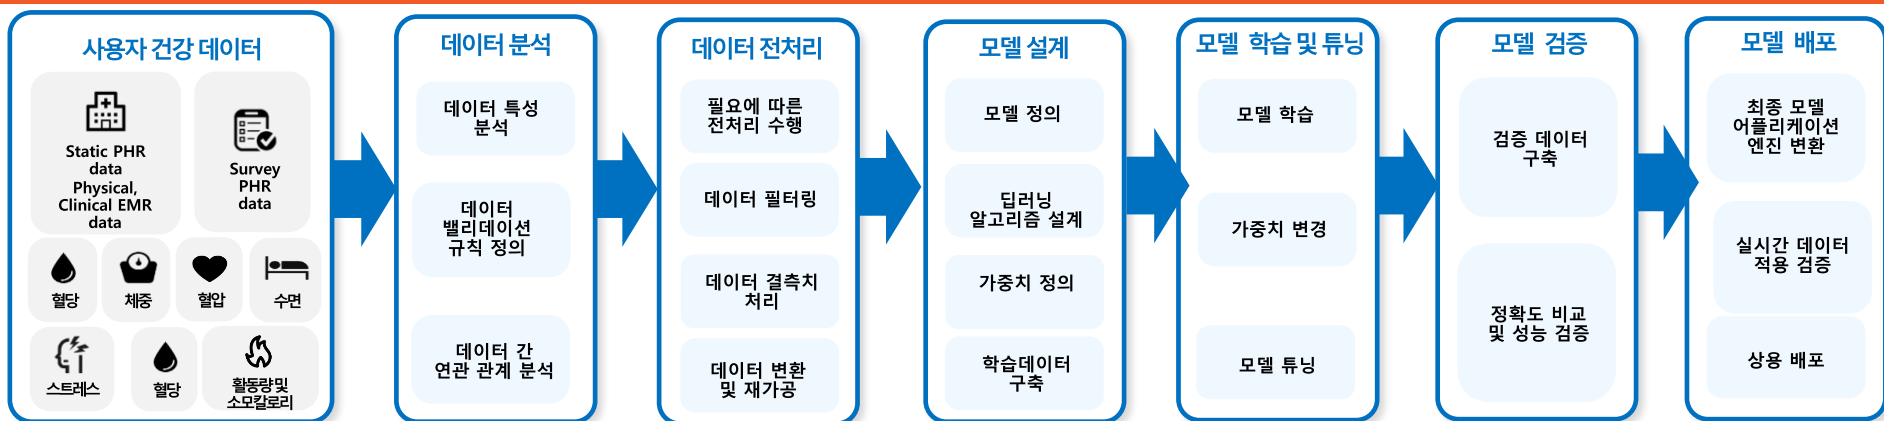 사용자 건강 데이터
Static PHR
data
Physical,
Clinical EMR
data
Survey
PHR
data
혈당
체중
혈압
수면
스트레스
혈당
활동량 및
소모칼로리
데이터 분석
데이터 특성
분석
데이터
밸리데이션
규칙 정의
데이터 간
연관 관계 분석
데이터 전처리
필요에 따른
전처리 수행
데이터 필터링
데이터 결측치
처리
데이터 변환
및 재가공
모델 설계
모델 정의
딥러닝
알고리즘 설계
가중치 정의
학습데이터
구축
모델 학습 및 튜닝
모델 학습
가중치 변경
모델 튜닝
모델 검증
검증 데이터
구축
정확도 비교
및 성능 검증
모델 배포
최종 모델
어플리케이션
엔진 변환
실시간 데이터
적용 검증
상용 배포